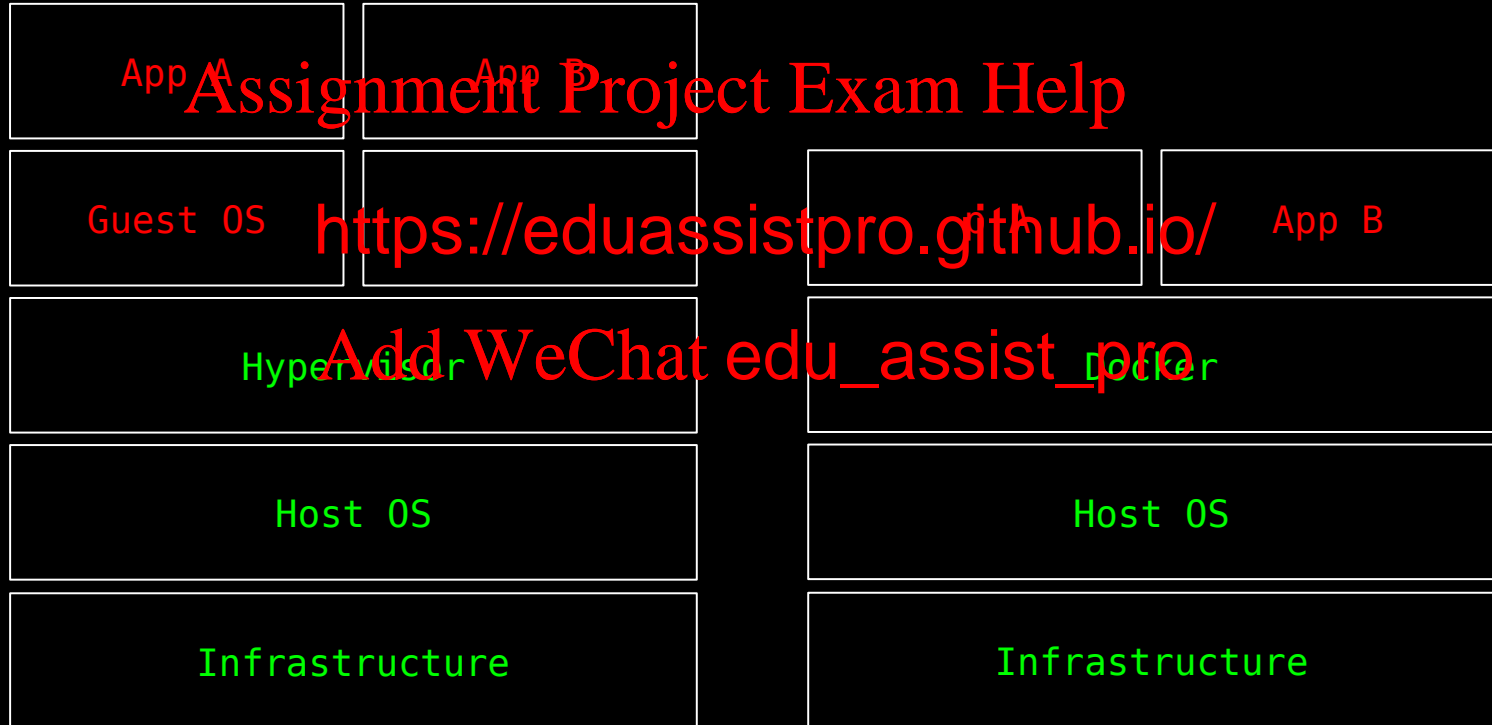 App A
App B
Assignment Project Exam Help
Guest OS
https://eduassistpro.github.io/
p A
App B
Hypervisor
Add WeChat edu_assist_pro
Docker
Host OS
Host OS
Infrastructure
Infrastructure